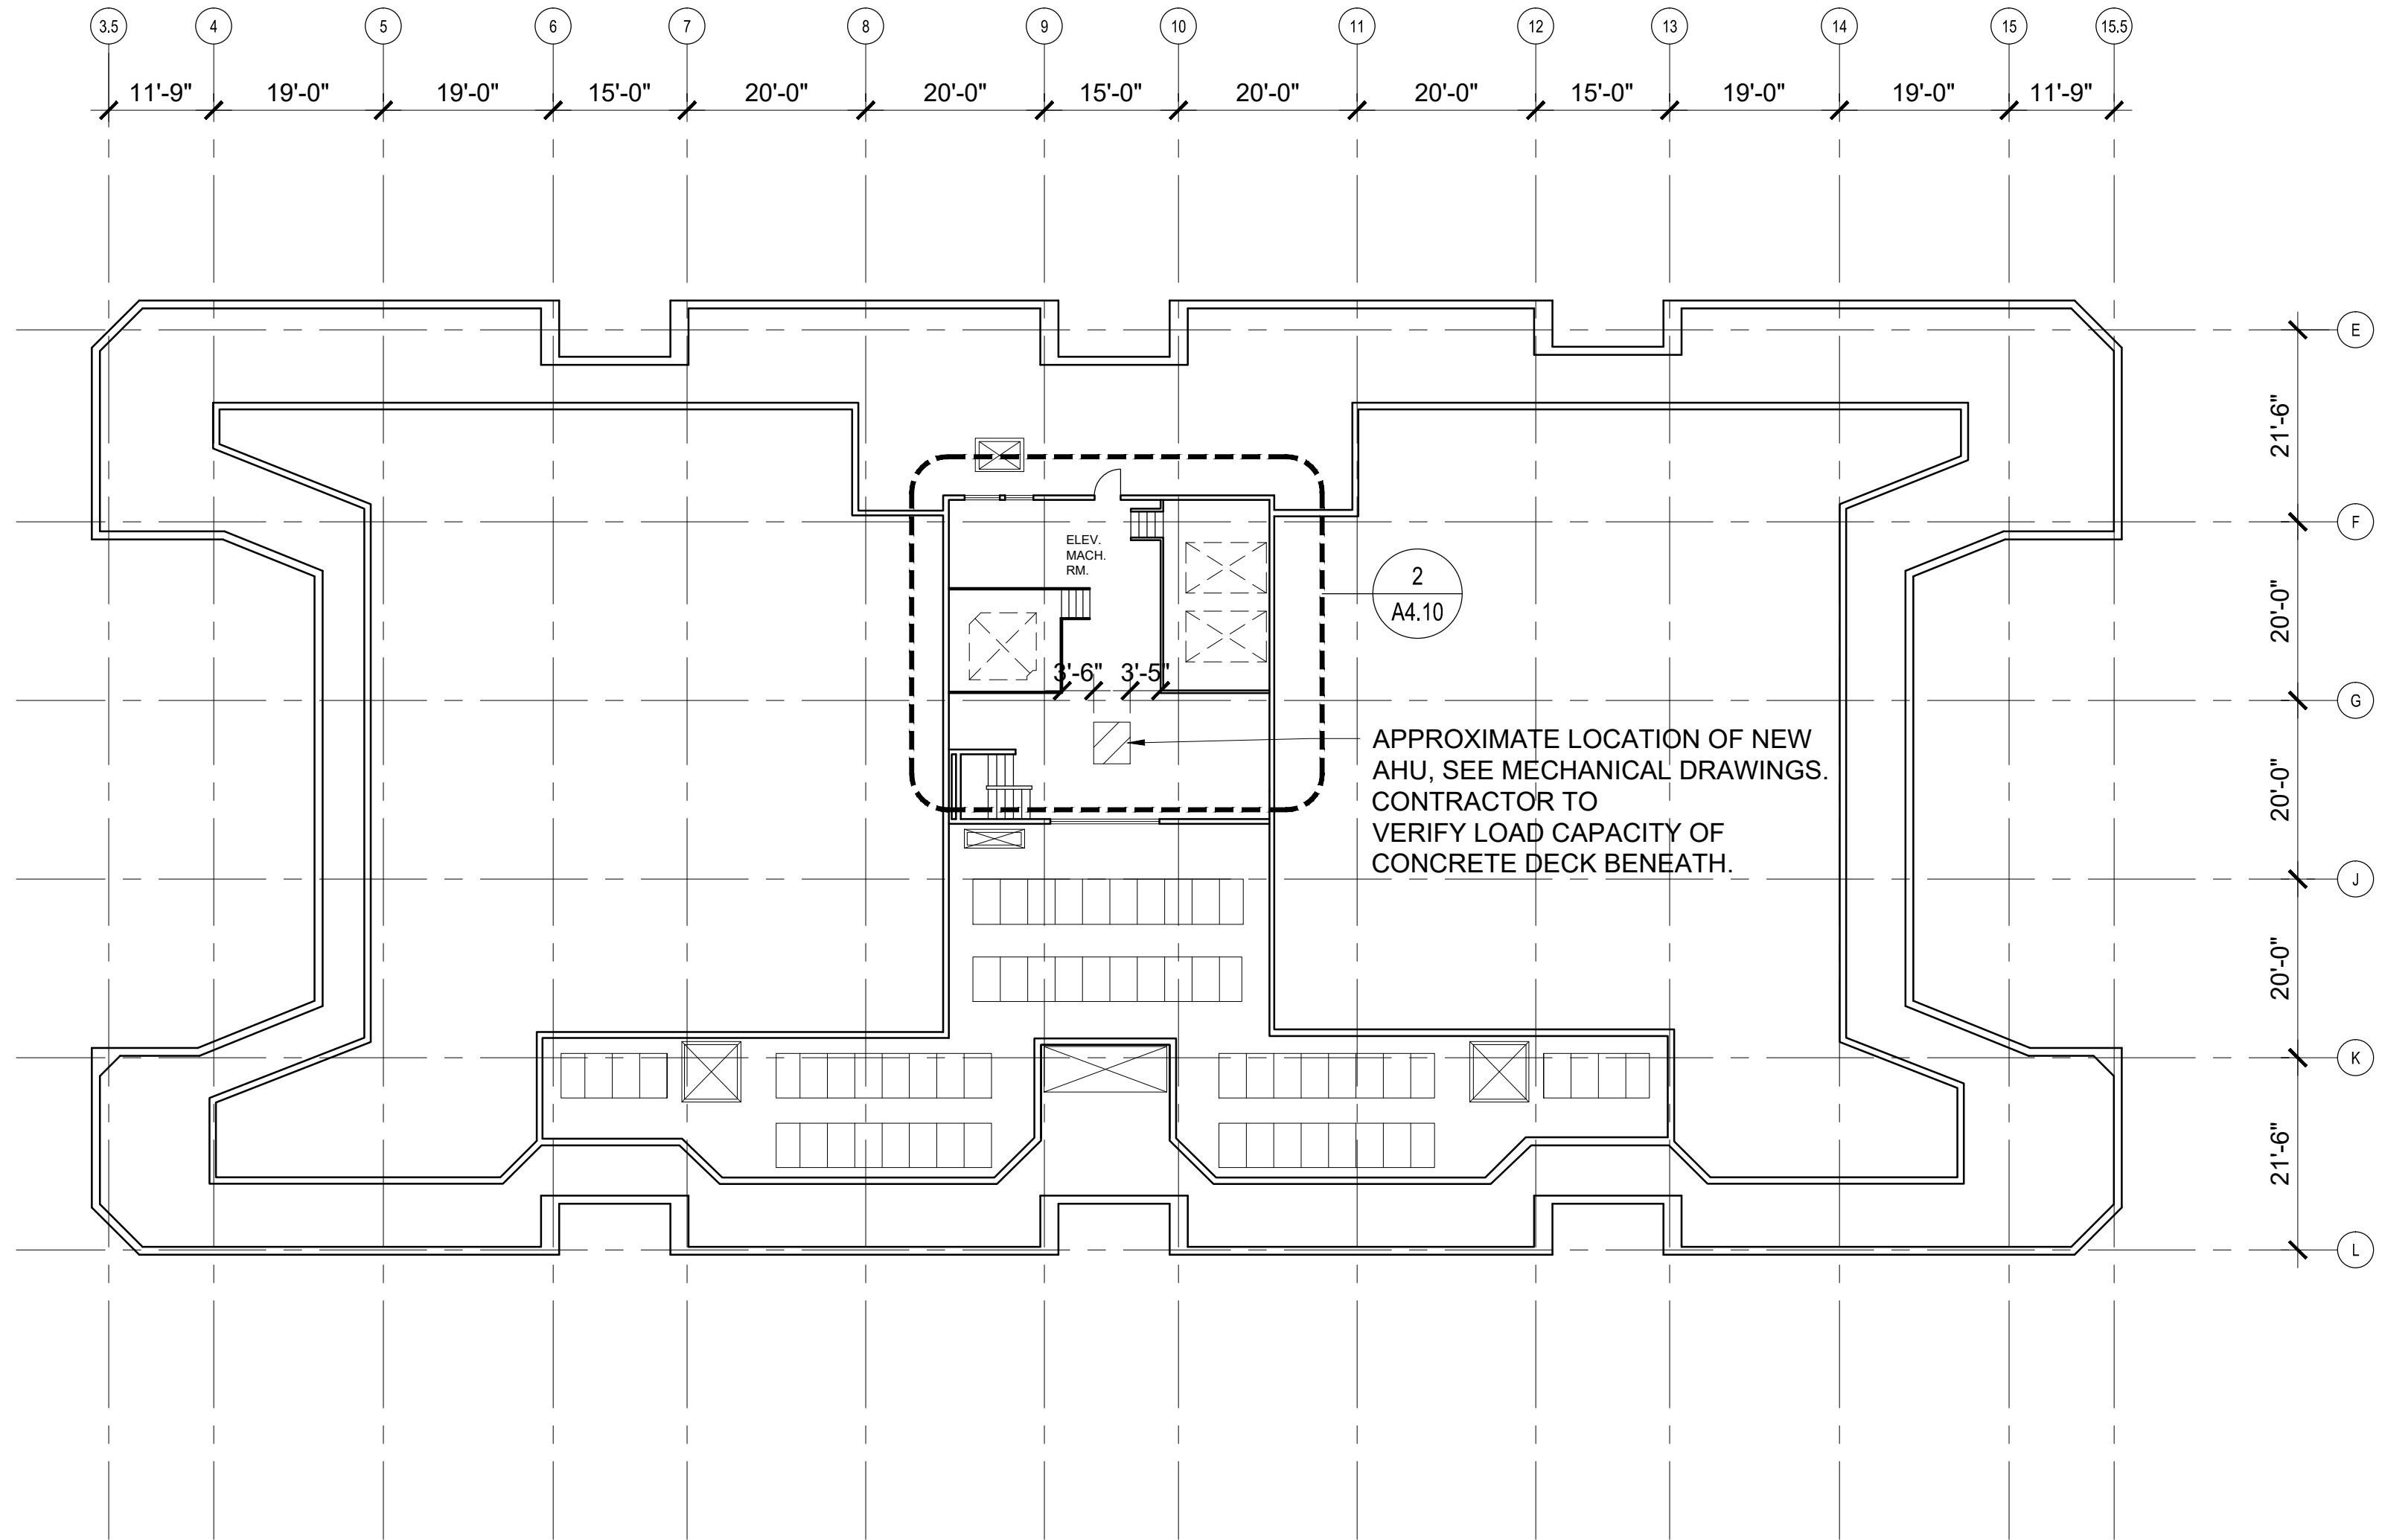 3.5 4 5 6 7 8 9 10 11 12 13 14 15 15.5
11'-9" 19'-0" 19'-0" 15'-0" 20'-0" 20'-0" 15'-0" 20'-0" 20'-0" 15'-0" 19'-0" 19'-0" 11'-9"
E
21'-6"
F
ELEV.
MACH.
RM.
2
A4.10
20'-0"
3'-6" 3'-5"
G
APPROXIMATE LOCATION OF NEW
AHU, SEE MECHANICAL DRAWINGS.
CONTRACTOR TO
VERIFY LOAD CAPACITY OF
CONCRETE DECK BENEATH.
20'-0"
J
20'-0"
K
21'-6"
L